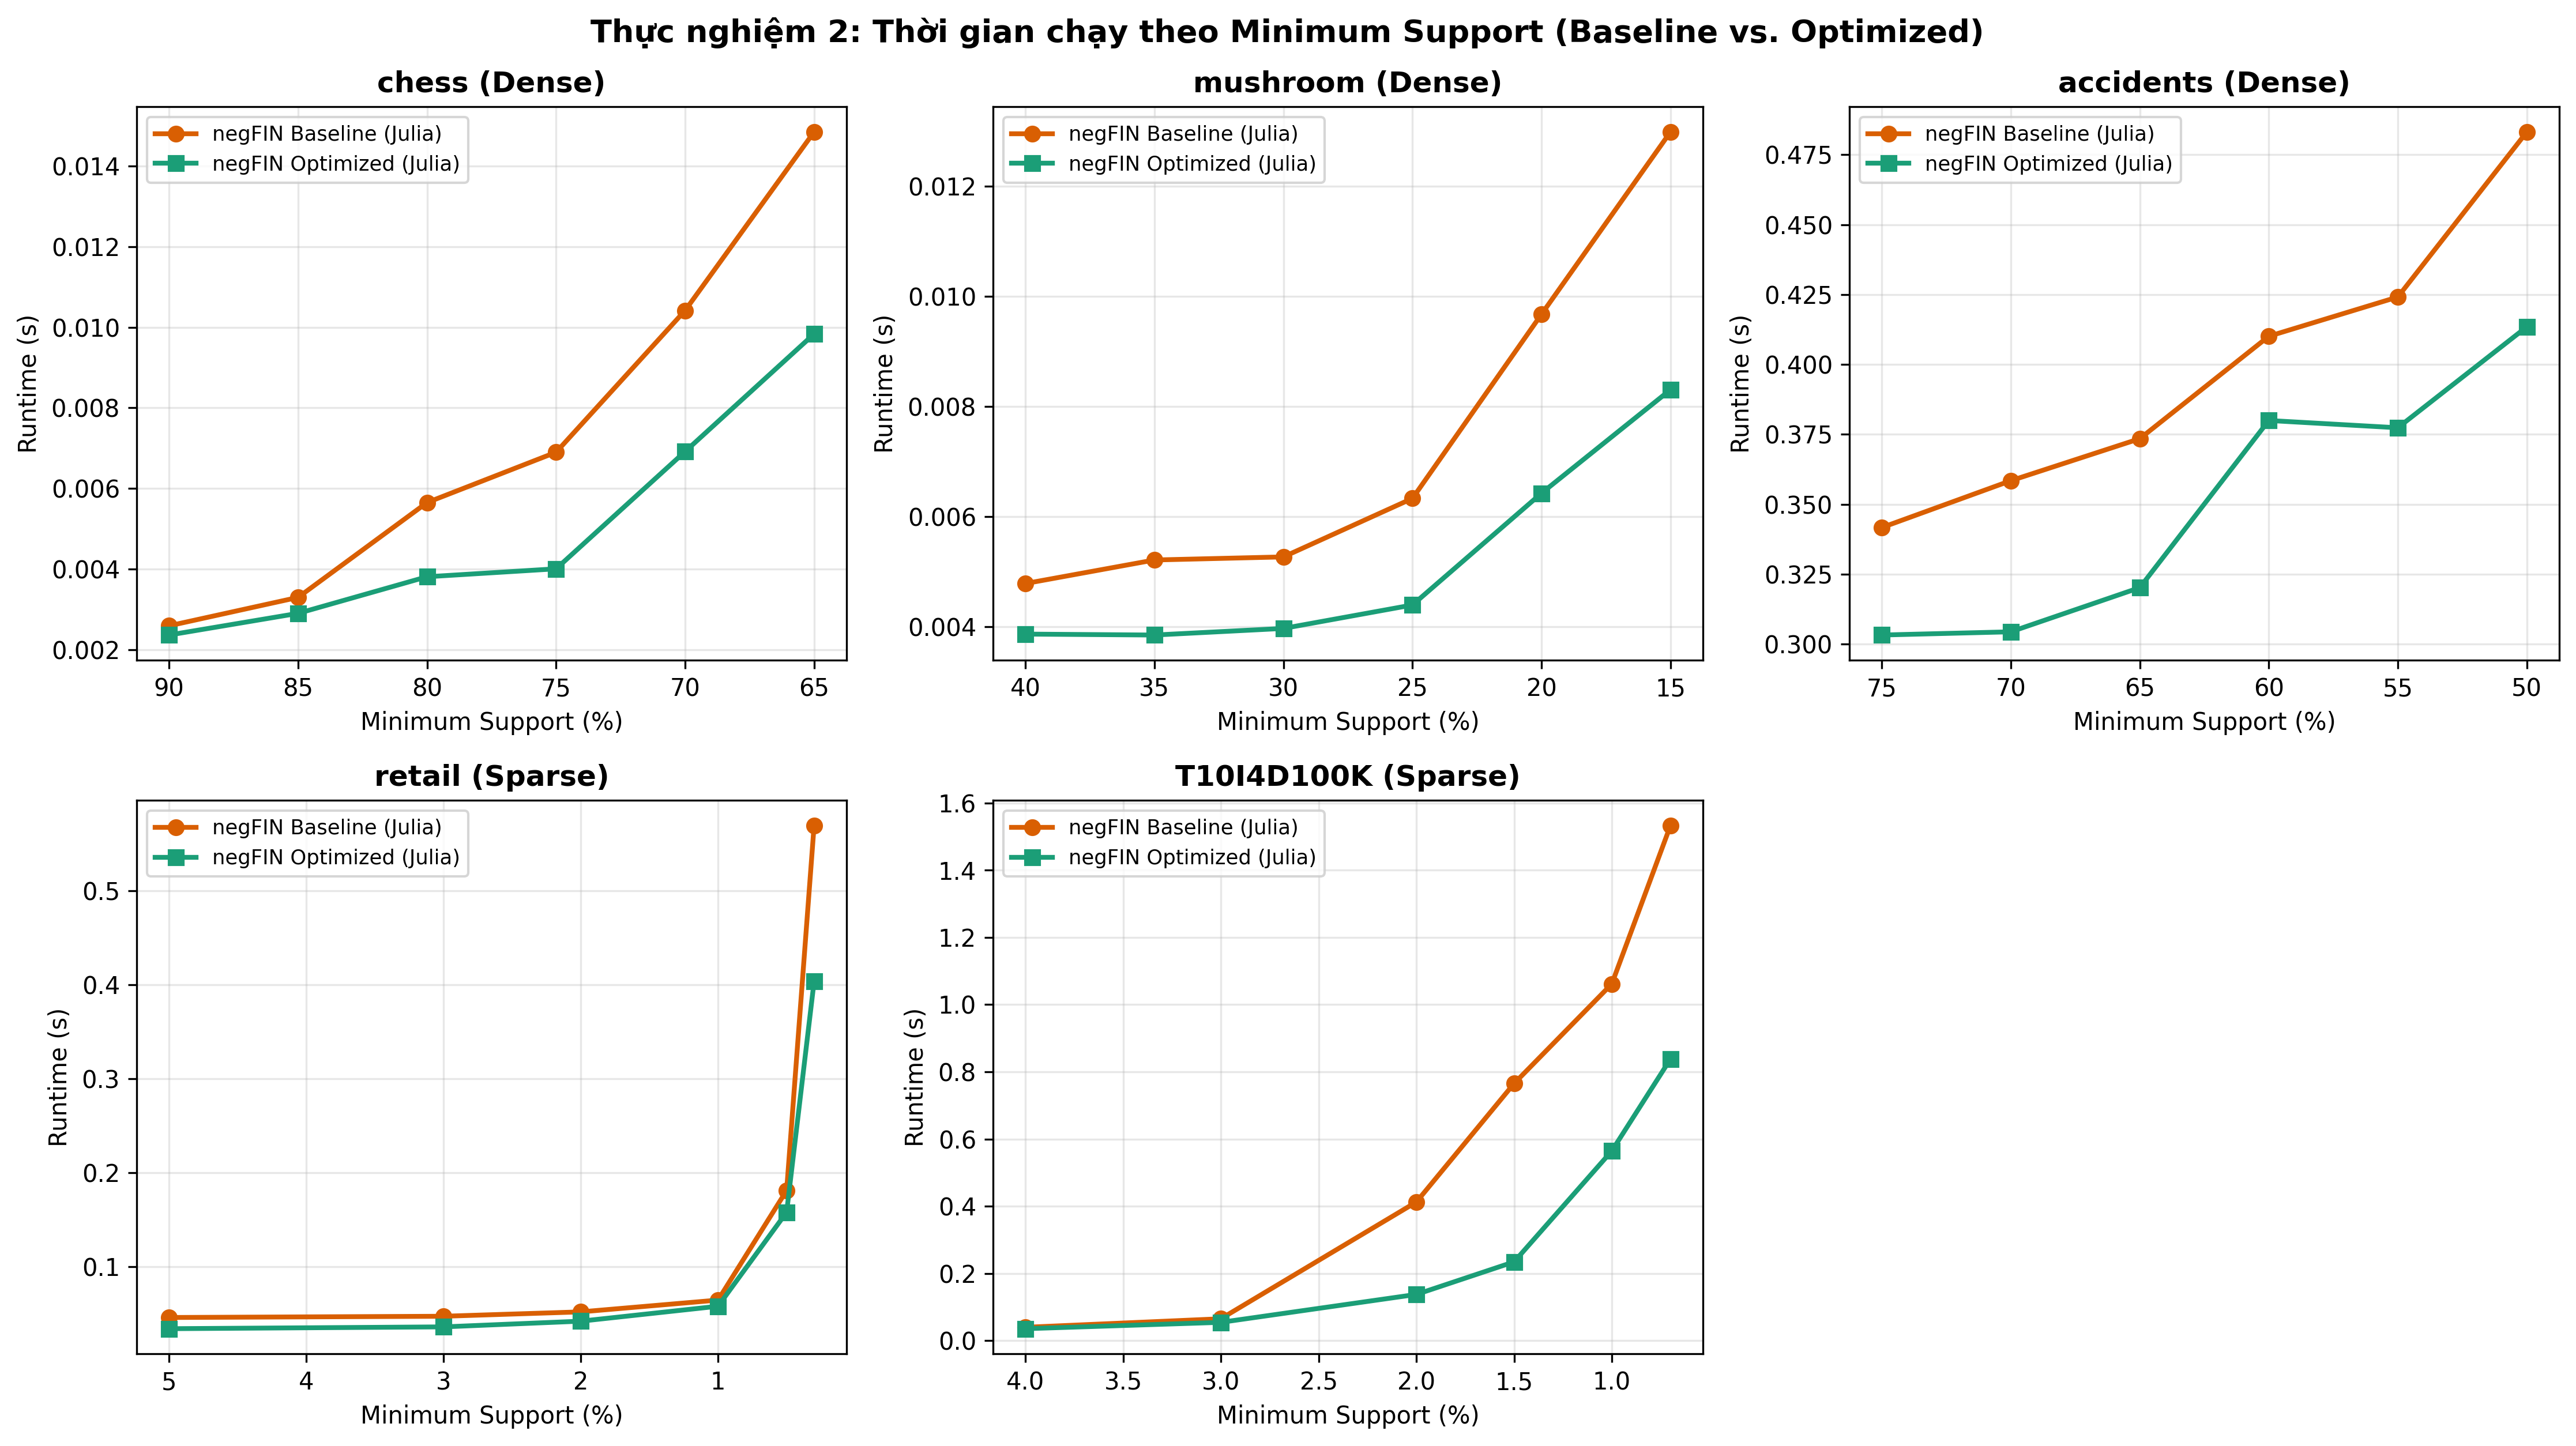 Thực nghiệm 2: Thời gian chạy theo Minimum Support (Baseline vs. Optimized)
chess (Dense)
negFIN Baseline (Julia)
negFIN Optimized (Julia)
0.014
0.012
0.010
0.008
0.006
0.004
0.002
Runtime (s)
90 85 80 75 70 65
Minimum Support (%)
mushroom (Dense)
negFIN Baseline (Julia)
negFIN Optimized (Julia)
0.012
0.010
0.008
0.006
0.004
Runtime (s)
40 35 30 25 20 15
Minimum Support (%)
accidents (Dense)
negFIN Baseline (Julia)
negFIN Optimized (Julia)
0.475
0.450
0.425
0.400
0.375
0.350
0.325
0.300
Runtime (s)
75 70 65 60 55 50
Minimum Support (%)
retail (Sparse)
negFIN Baseline (Julia)
negFIN Optimized (Julia)
0.5
0.4
0.3
0.2
0.1
Runtime (s)
5 4 3 2 1
Minimum Support (%)
T10I4D100K (Sparse)
negFIN Baseline (Julia)
negFIN Optimized (Julia)
1.6
1.4
1.2
1.0
0.8
0.6
0.4
0.2
0.0
Runtime (s)
4.0 3.5 3.0 2.5 2.0 1.5 1.0
Minimum Support (%)